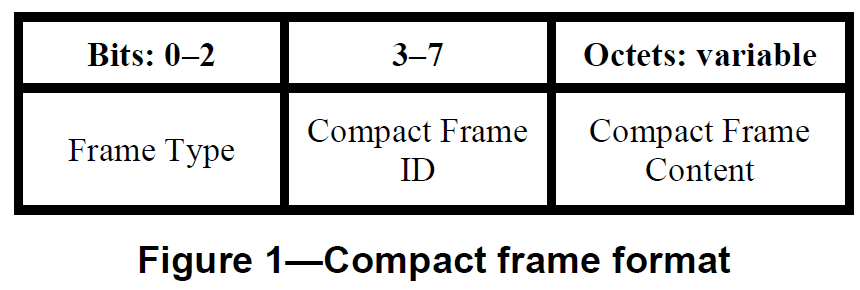 Bits: 0–2 3–7 Octets: variable
Frame Type
Compact Frame
ID
Compact Frame
Content
Figure 1—Compact frame format